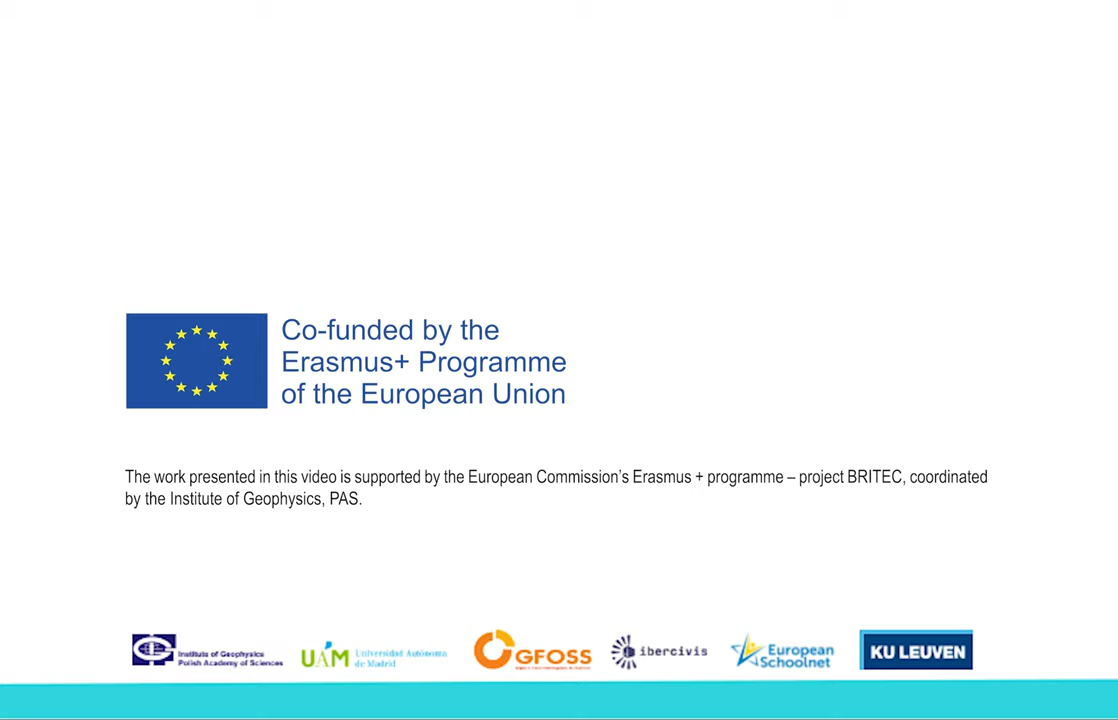 Co-funded by the
Erasmus+ Programme
of the European Union
The work presented in this video is supported by the European Commission’s Erasmus + programme – project BRITEC, coordinated
by the Institute of Geophysics, PAS.
Institute of Geophysics
Polish Academy of Sciences
UAM Universidad Autónoma
de Madrid
GFOSS
ibercivis
European
Schoolnet
KU LEUVEN